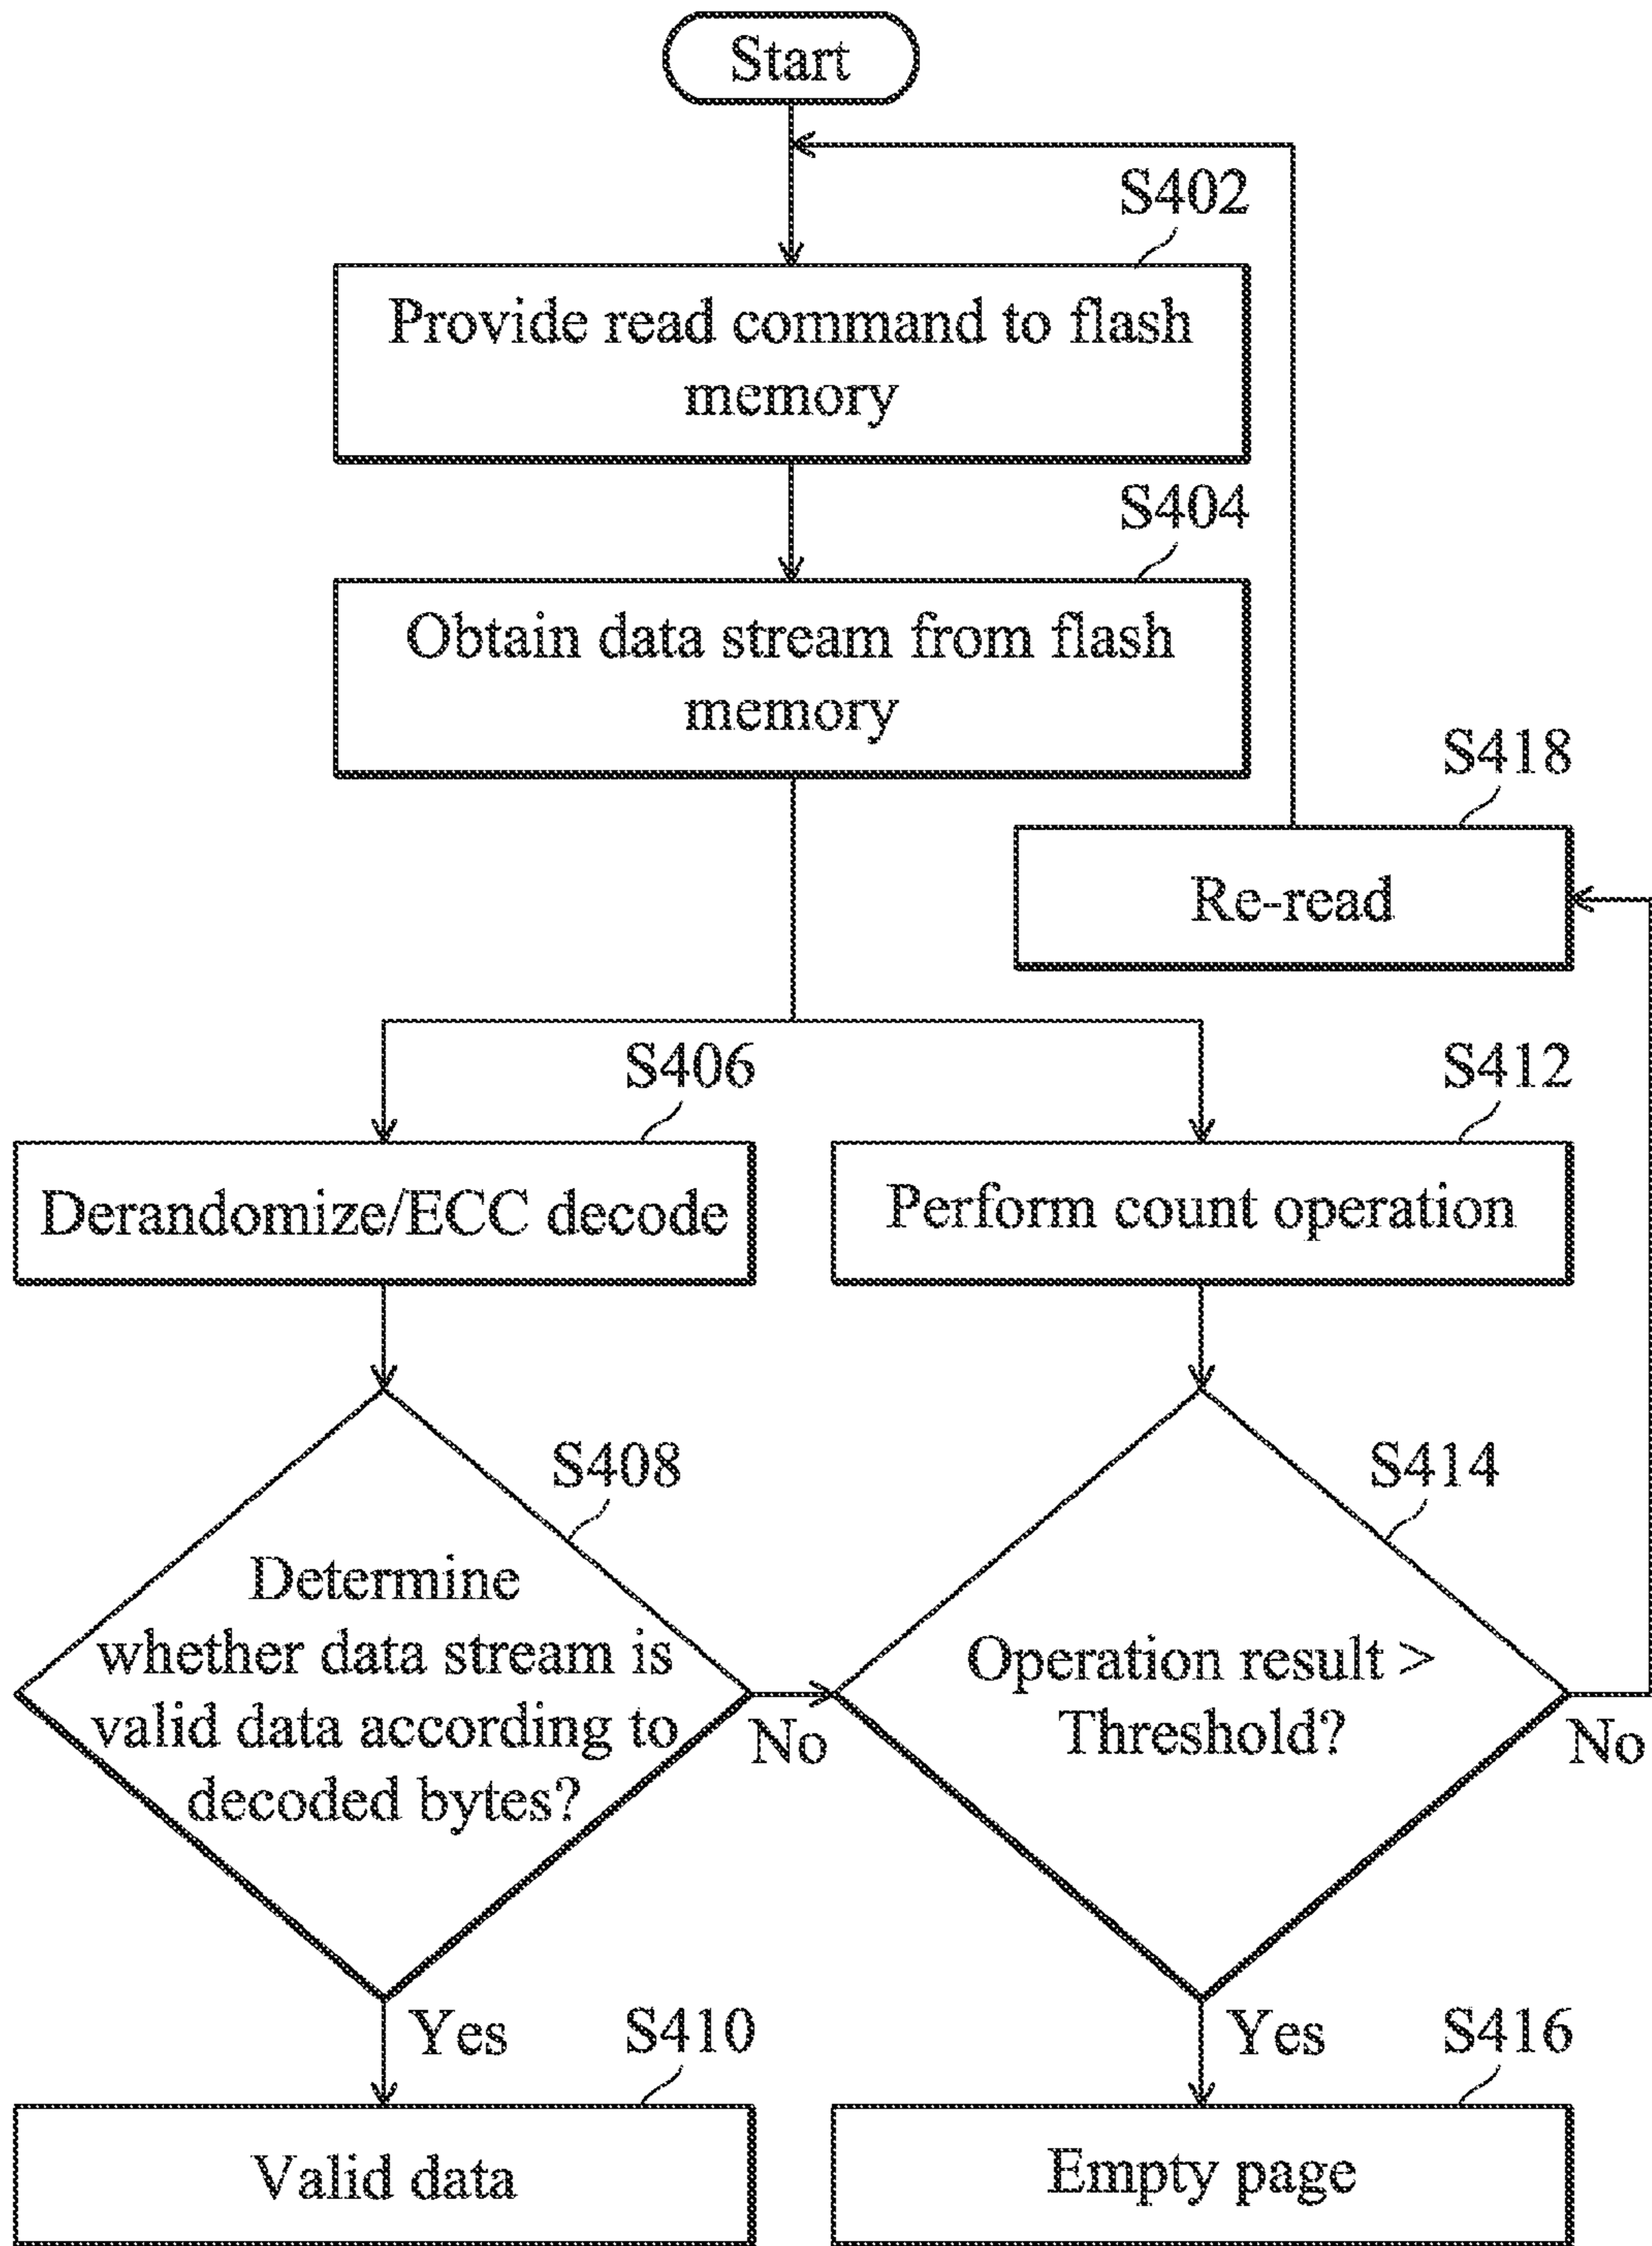 Start
S402
Provide read command to flash
memory
S404
Obtain data stream from flash
memory
S418
Re-read
S406
S412
Derandomize/ECC decode
Perform count operation
S408
S414
Determine
whether data stream is
valid data according to
decoded bytes?
No
Operation result >
Threshold?
No
Yes
S410
Yes
S416
Valid data
Empty page